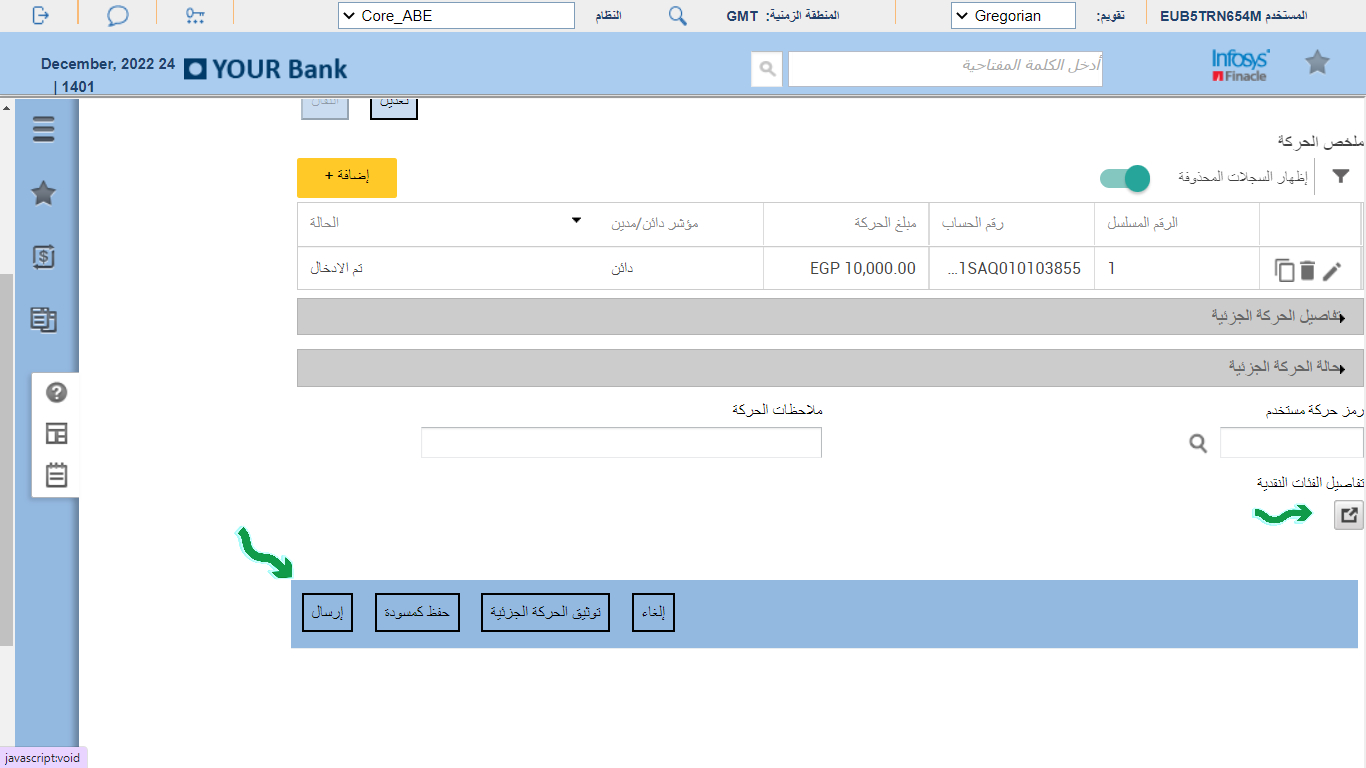 المستخدم EUB5TRN654M
تقويم: Gregorian
المنطقة الزمنية: GMT
النظام Core_ABE
Infosys
Finacle
أدخل الكلمة المفتاحية
YOUR Bank
December, 2022 24
| 1401
تعديل
انتقال
ملخص الحركة
إظهار السجلات المحذوفة
إضافة +
الرقم المسلسل رقم الحساب مبلغ الحركة مؤشر دائن/مدين الحالة
1 1SAQ010103855... EGP 10,000.00 دائن تم الادخال
تفاصيل الحركة الجزئية
حالة الحركة الجزئية
رمز حركة مستخدم ملاحظات الحركة
تفاصيل الفئات النقدية
إلغاء توثيق الحركة الجزئية حفظ كمسودة إرسال
javascript:void